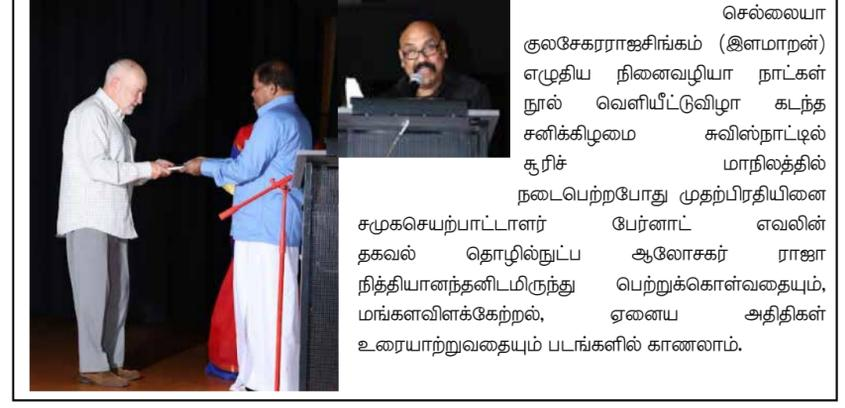 செல்லையா
குலசேகரராஜசிங்கம் (இளமாறன்)
எழுதிய நினைவழியா நாட்கள்
நூல் வெளியீட்டுவிழா கடந்த
சனிக்கிழமை சுவிஸ்நாட்டில்
சூரிச் மாநிலத்தில்
நடைபெற்றபோது முதற்பிரதியினை
சமுகசெயற்பாட்டாளர் பேர்னாட் எவலின்
தகவல் தொழில்நுட்ப ஆலோசகர் ராஜா
நித்தியானந்தனிடமிருந்து பெற்றுக்கொள்வதையும்,
மங்களவிளக்கேற்றல், ஏனைய அதிதிகள்
உரையாற்றுவதையும் படங்களில் காணலாம்.